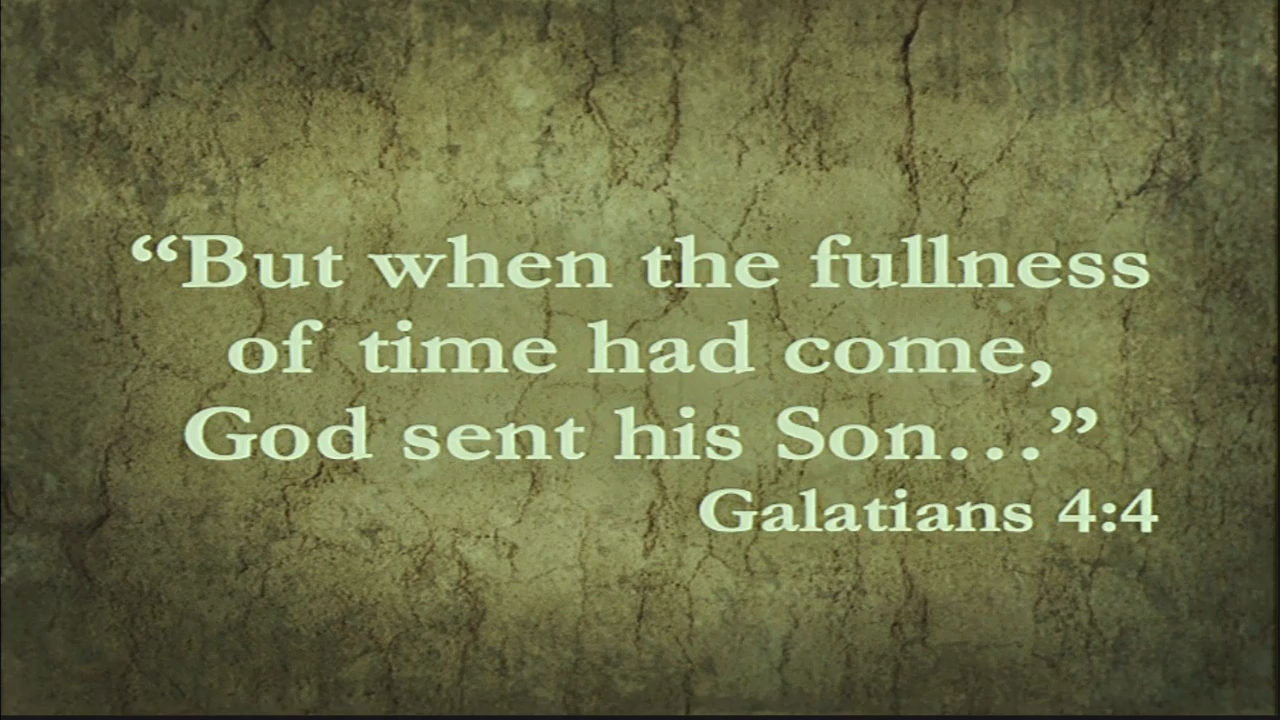 “But when the fullness
of time had come,
God sent his Son…”
Galatians 4:4